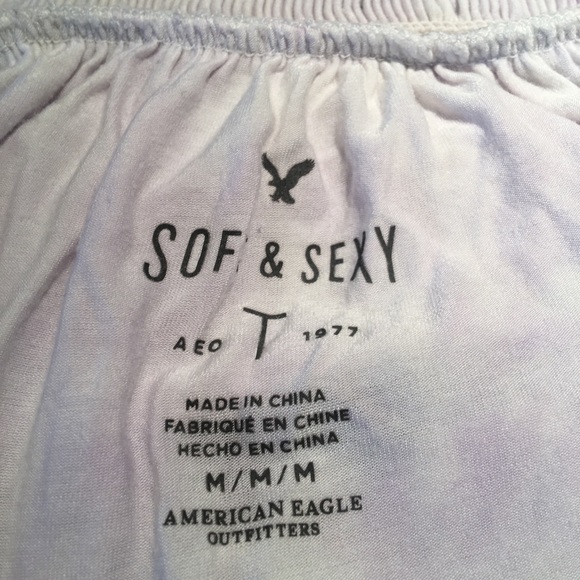 SOF & SEXY
AEO T 1977
MADE IN CHINA
FABRIQUÉ EN CHINE
HECHO EN CHINA
M/M/M
AMERICAN EAGLE
OUTFITTERS